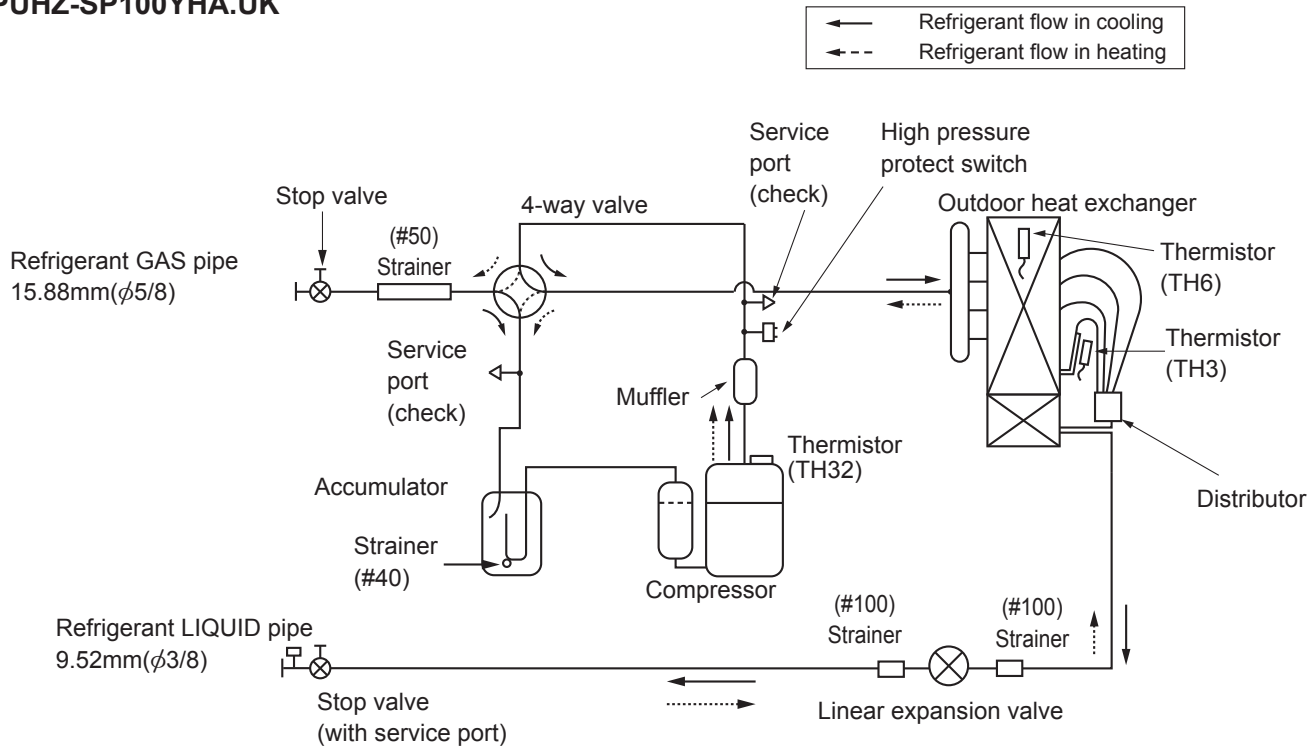 PUHZ-SP100YHA.UK
Refrigerant flow in cooling
Refrigerant flow in heating
Service
port
(check)
High pressure
protect switch
Stop valve
4-way valve
Outdoor heat exchanger
(#50)
Strainer
Refrigerant GAS pipe
15.88mm(ϕ5/8)
Thermistor
(TH6)
Service
port
(check)
Thermistor
(TH3)
Muffler
Thermistor
(TH32)
Accumulator
Distributor
Strainer
(#40)
Compressor
(#100)
Strainer
(#100)
Strainer
Refrigerant LIQUID pipe
9.52mm(ϕ3/8)
Stop valve
(with service port)
Linear expansion valve